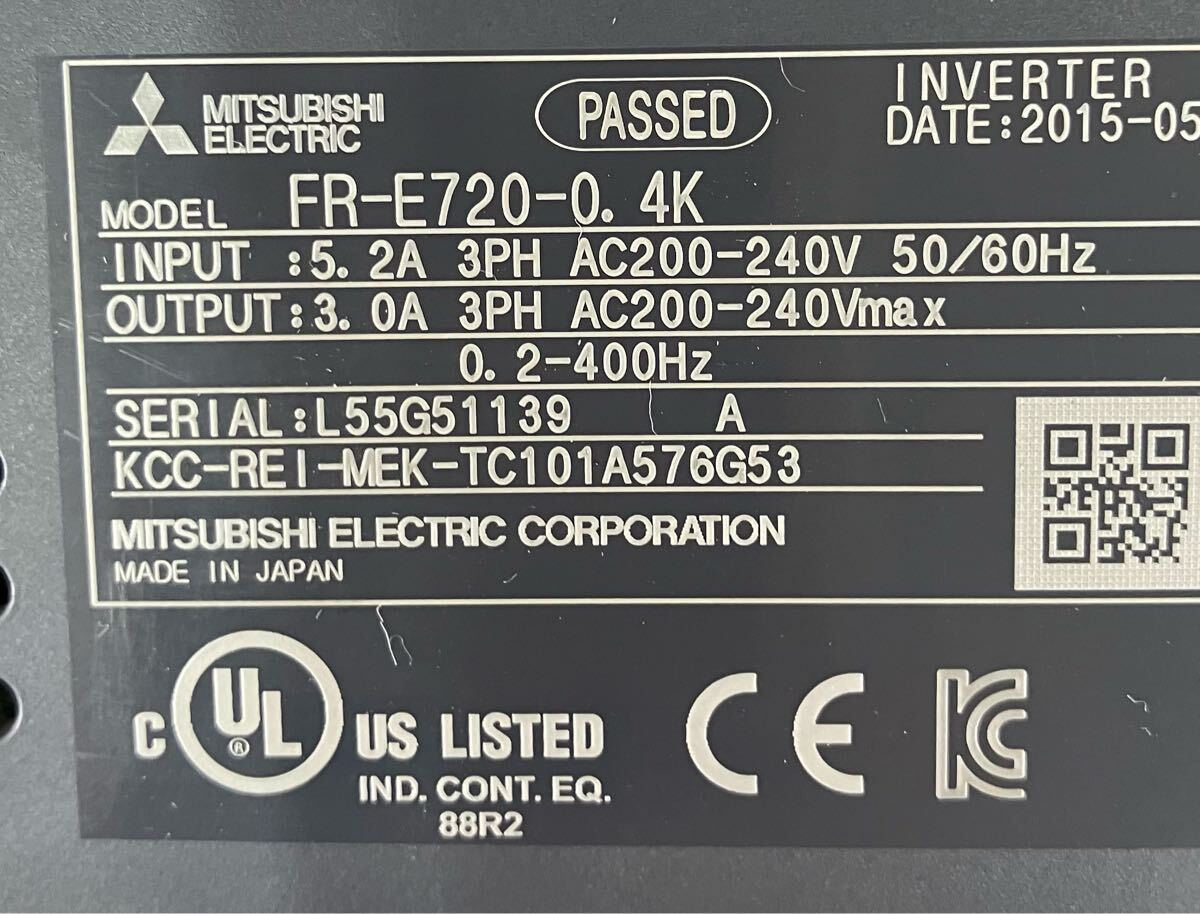 MITSUBISHI
ELECTRIC
PASSED
INVERTER
DATE:2015-05
MODEL FR-E720-0.4K
INPUT :5.2A 3PH AC200-240V 50/60Hz
OUTPUT:3.0A 3PH AC200-240Vmax
0.2-400Hz
SERIAL:L55G51139 A
KCC-REI-MEK-TC101A576G53
MITSUBISHI ELECTRIC CORPORATION
MADE IN JAPAN
C UL ® US LISTED
IND. CONT. EQ.
88R2
CE
KC